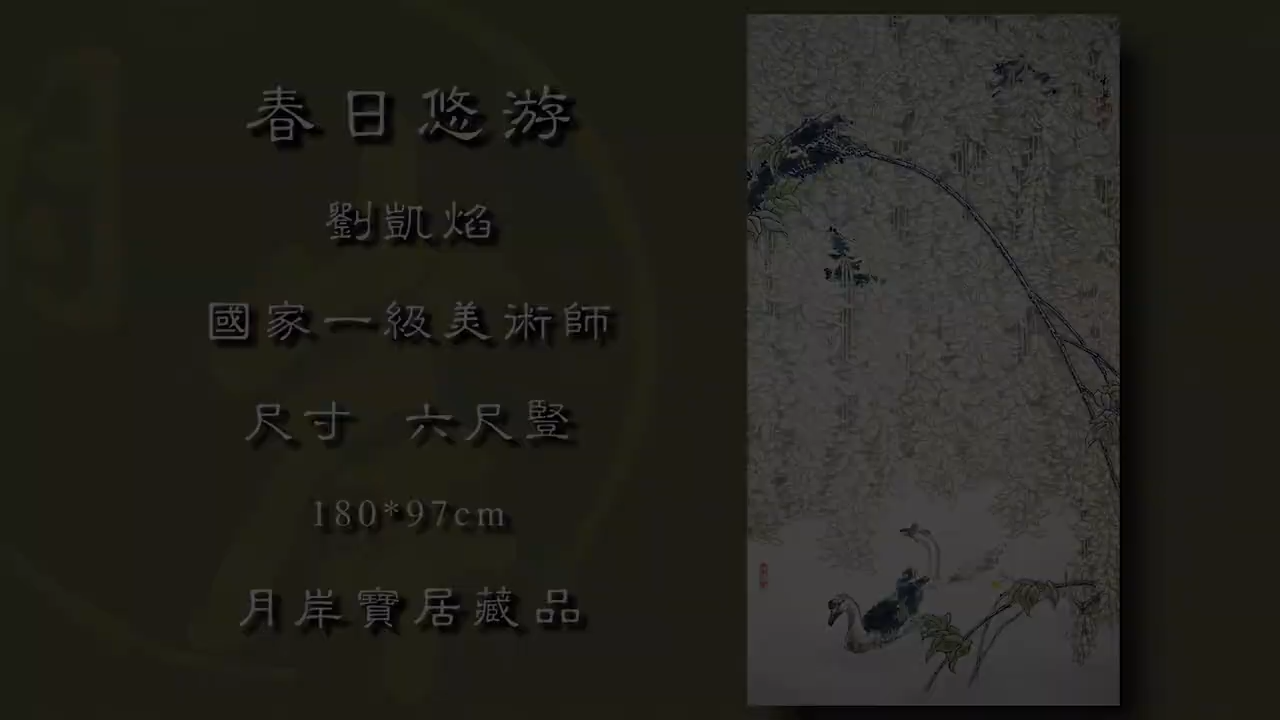 春日悠游
劉凱焰
國家一級美術師
尺寸 六尺豎
180*97cm
月岸寶居藏品